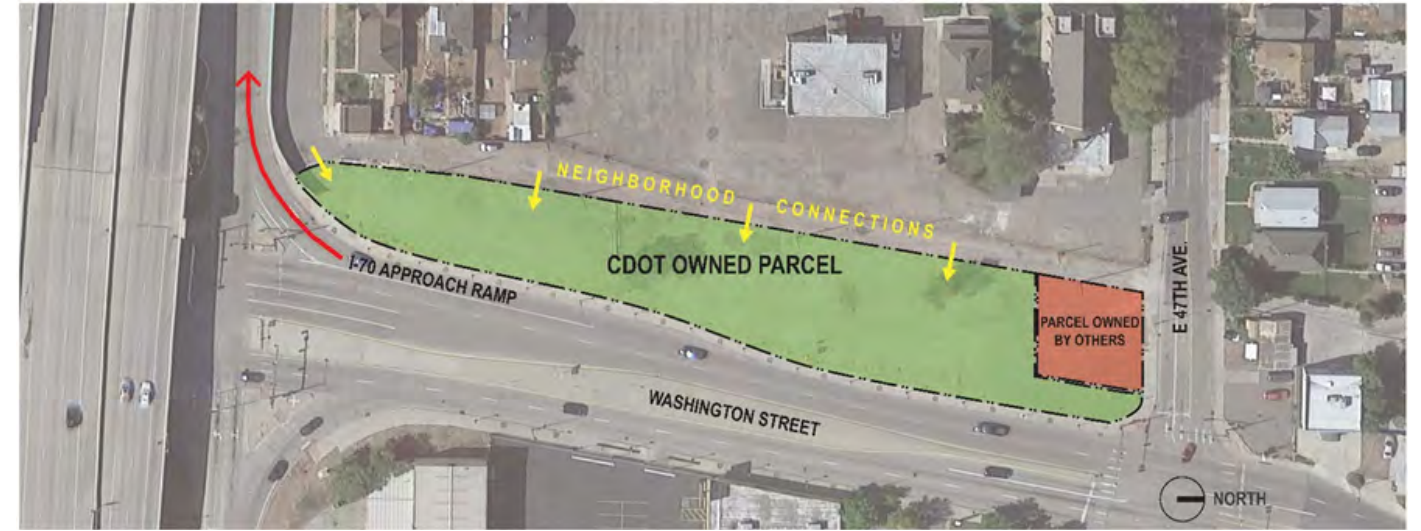 NEIGHBORHOOD CONNECTIONS
CDOT OWNED PARCEL
I-70 APPROACH RAMP
E 47TH AVE.
PARCEL OWNED
BY OTHERS
WASHINGTON STREET
NORTH